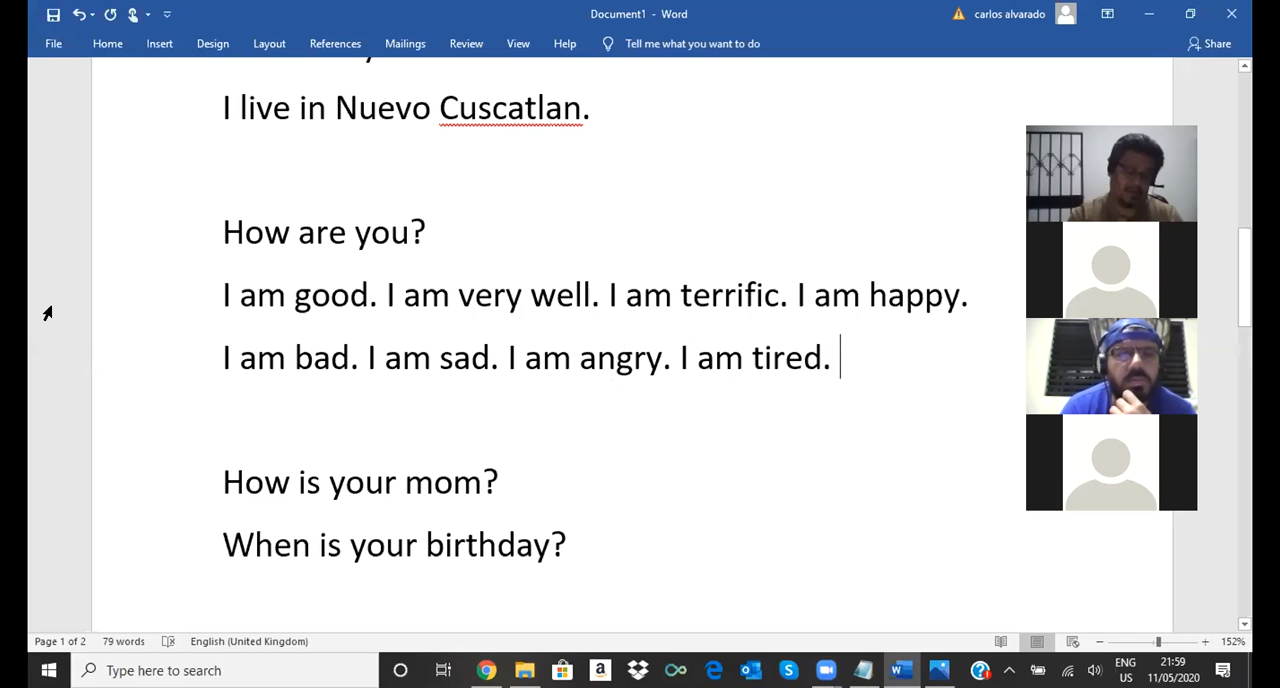 Document1 - Word
carlos alvarado
File Home Insert Design Layout References Mailings Review View Help Tell me what you want to do Share
I live in Nuevo Cuscatlan.
How are you?
I am good. I am very well. I am terrific. I am happy.
I am bad. I am sad. I am angry. I am tired.
How is your mom?
When is your birthday?
Page 1 of 2 79 words English (United Kingdom) 152%
Type here to search
ENG 21:59
US 11/05/2020